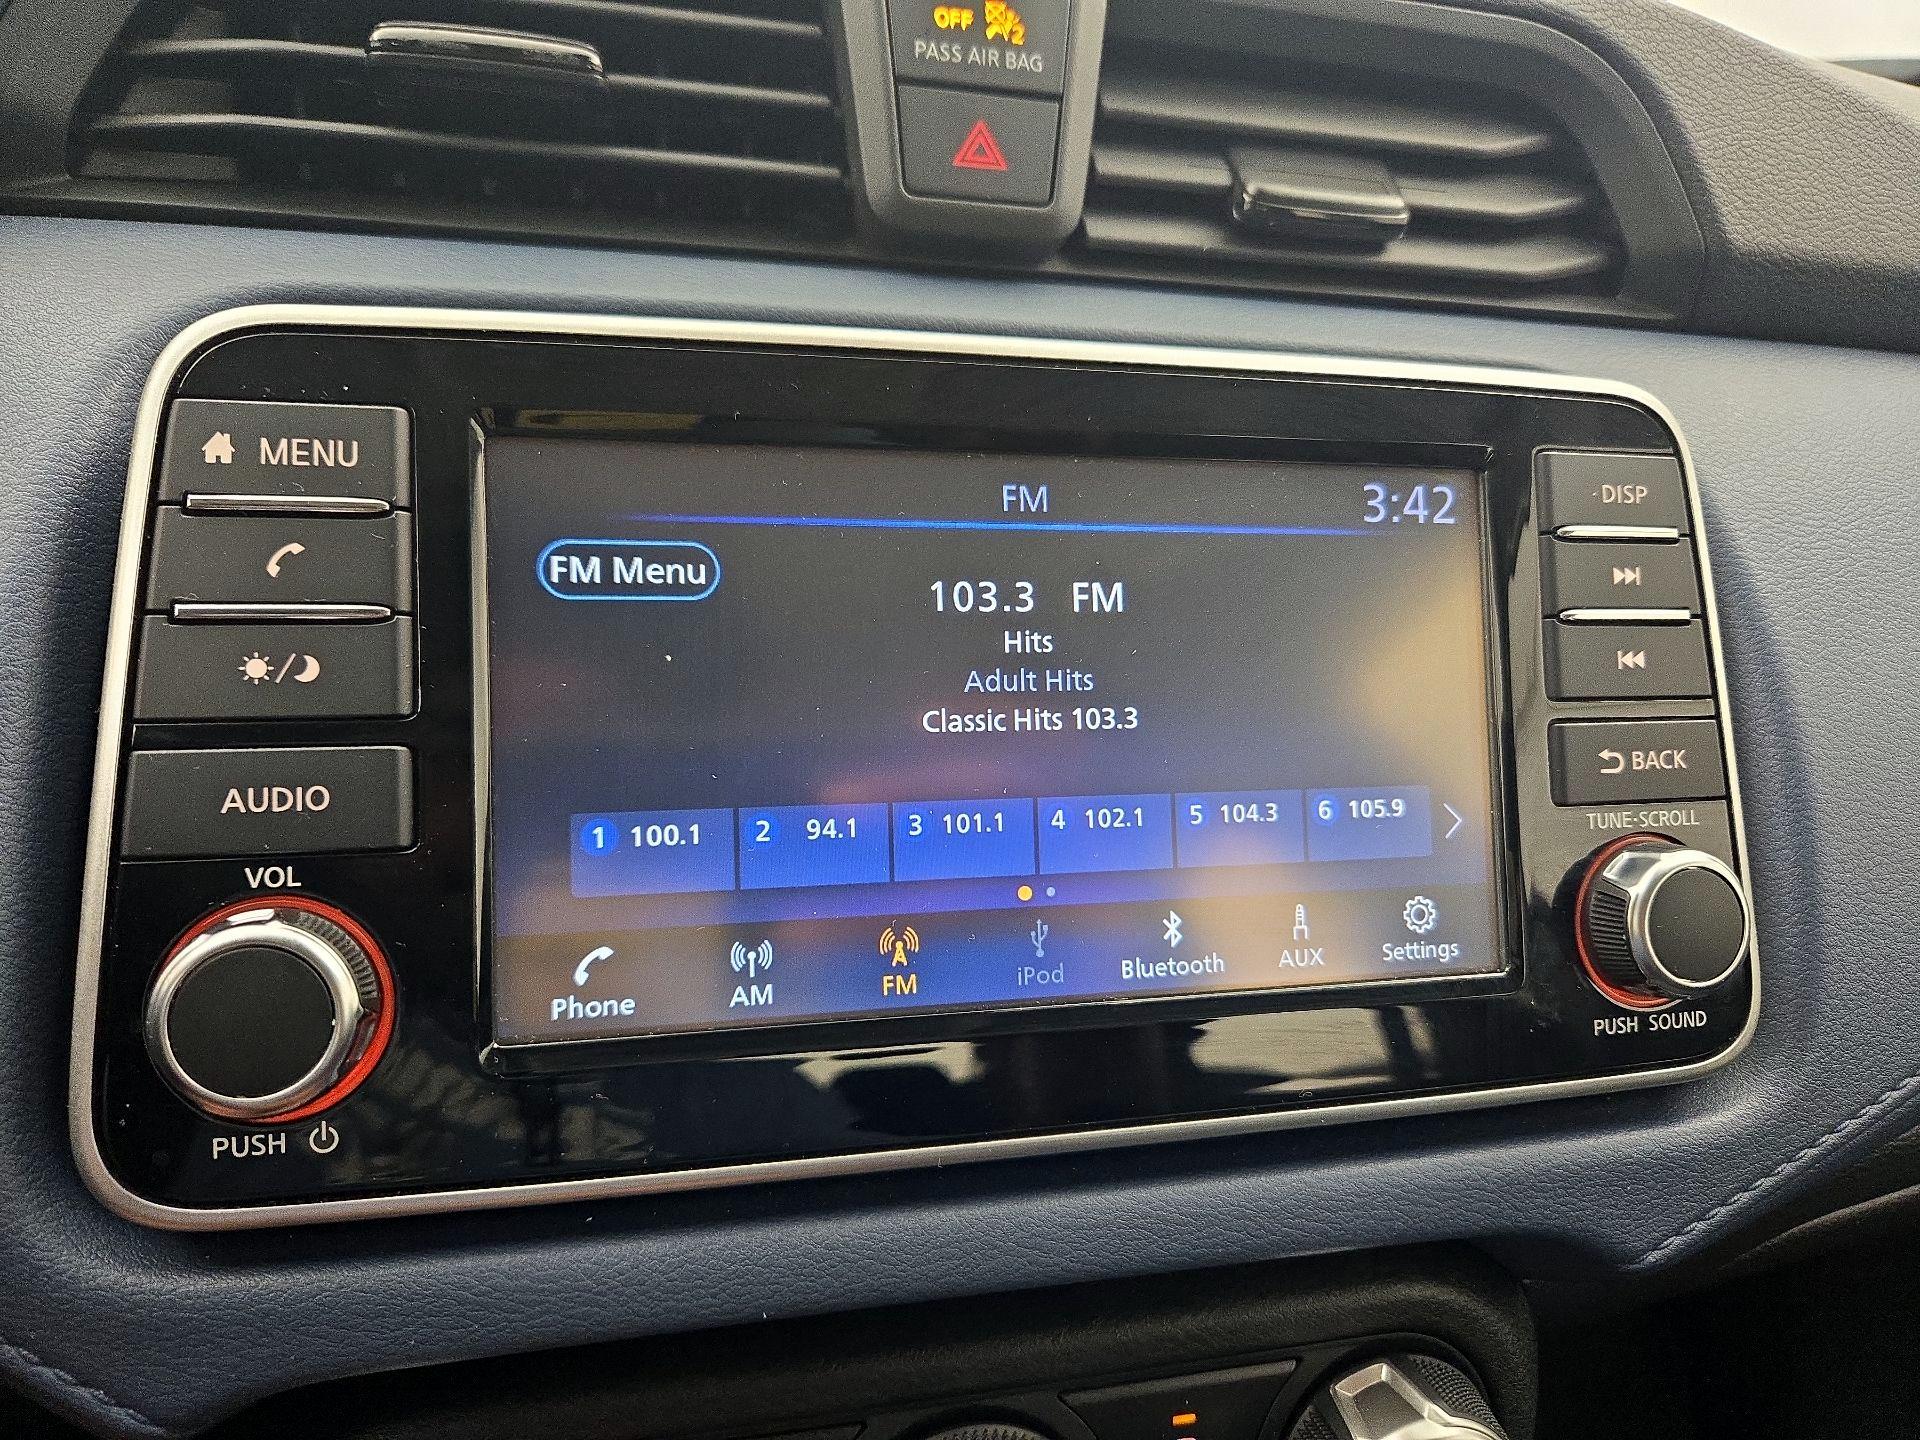 OFF 2
PASS AIR BAG
MENU
AUDIO
VOL
PUSH
FM 3:42
FM Menu
103.3 FM
Hits
Adult Hits
Classic Hits 103.3
1 100.1 2 94.1 3 101.1 4 102.1 5 104.3 6 105.9
Phone AM FM iPod Bluetooth AUX Settings
DISP
BACK
TUNE·SCROLL
PUSH SOUND